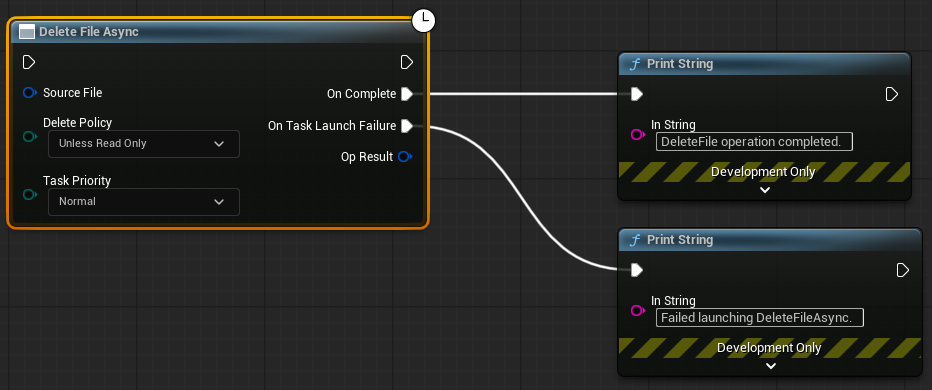 Delete File Async
Source File
On Complete
Delete Policy
Unless Read Only
On Task Launch Failure
Op Result
Task Priority
Normal
Print String
In String
DeleteFile operation completed.
Development Only
Print String
In String
Failed launching DeleteFileAsync.
Development Only